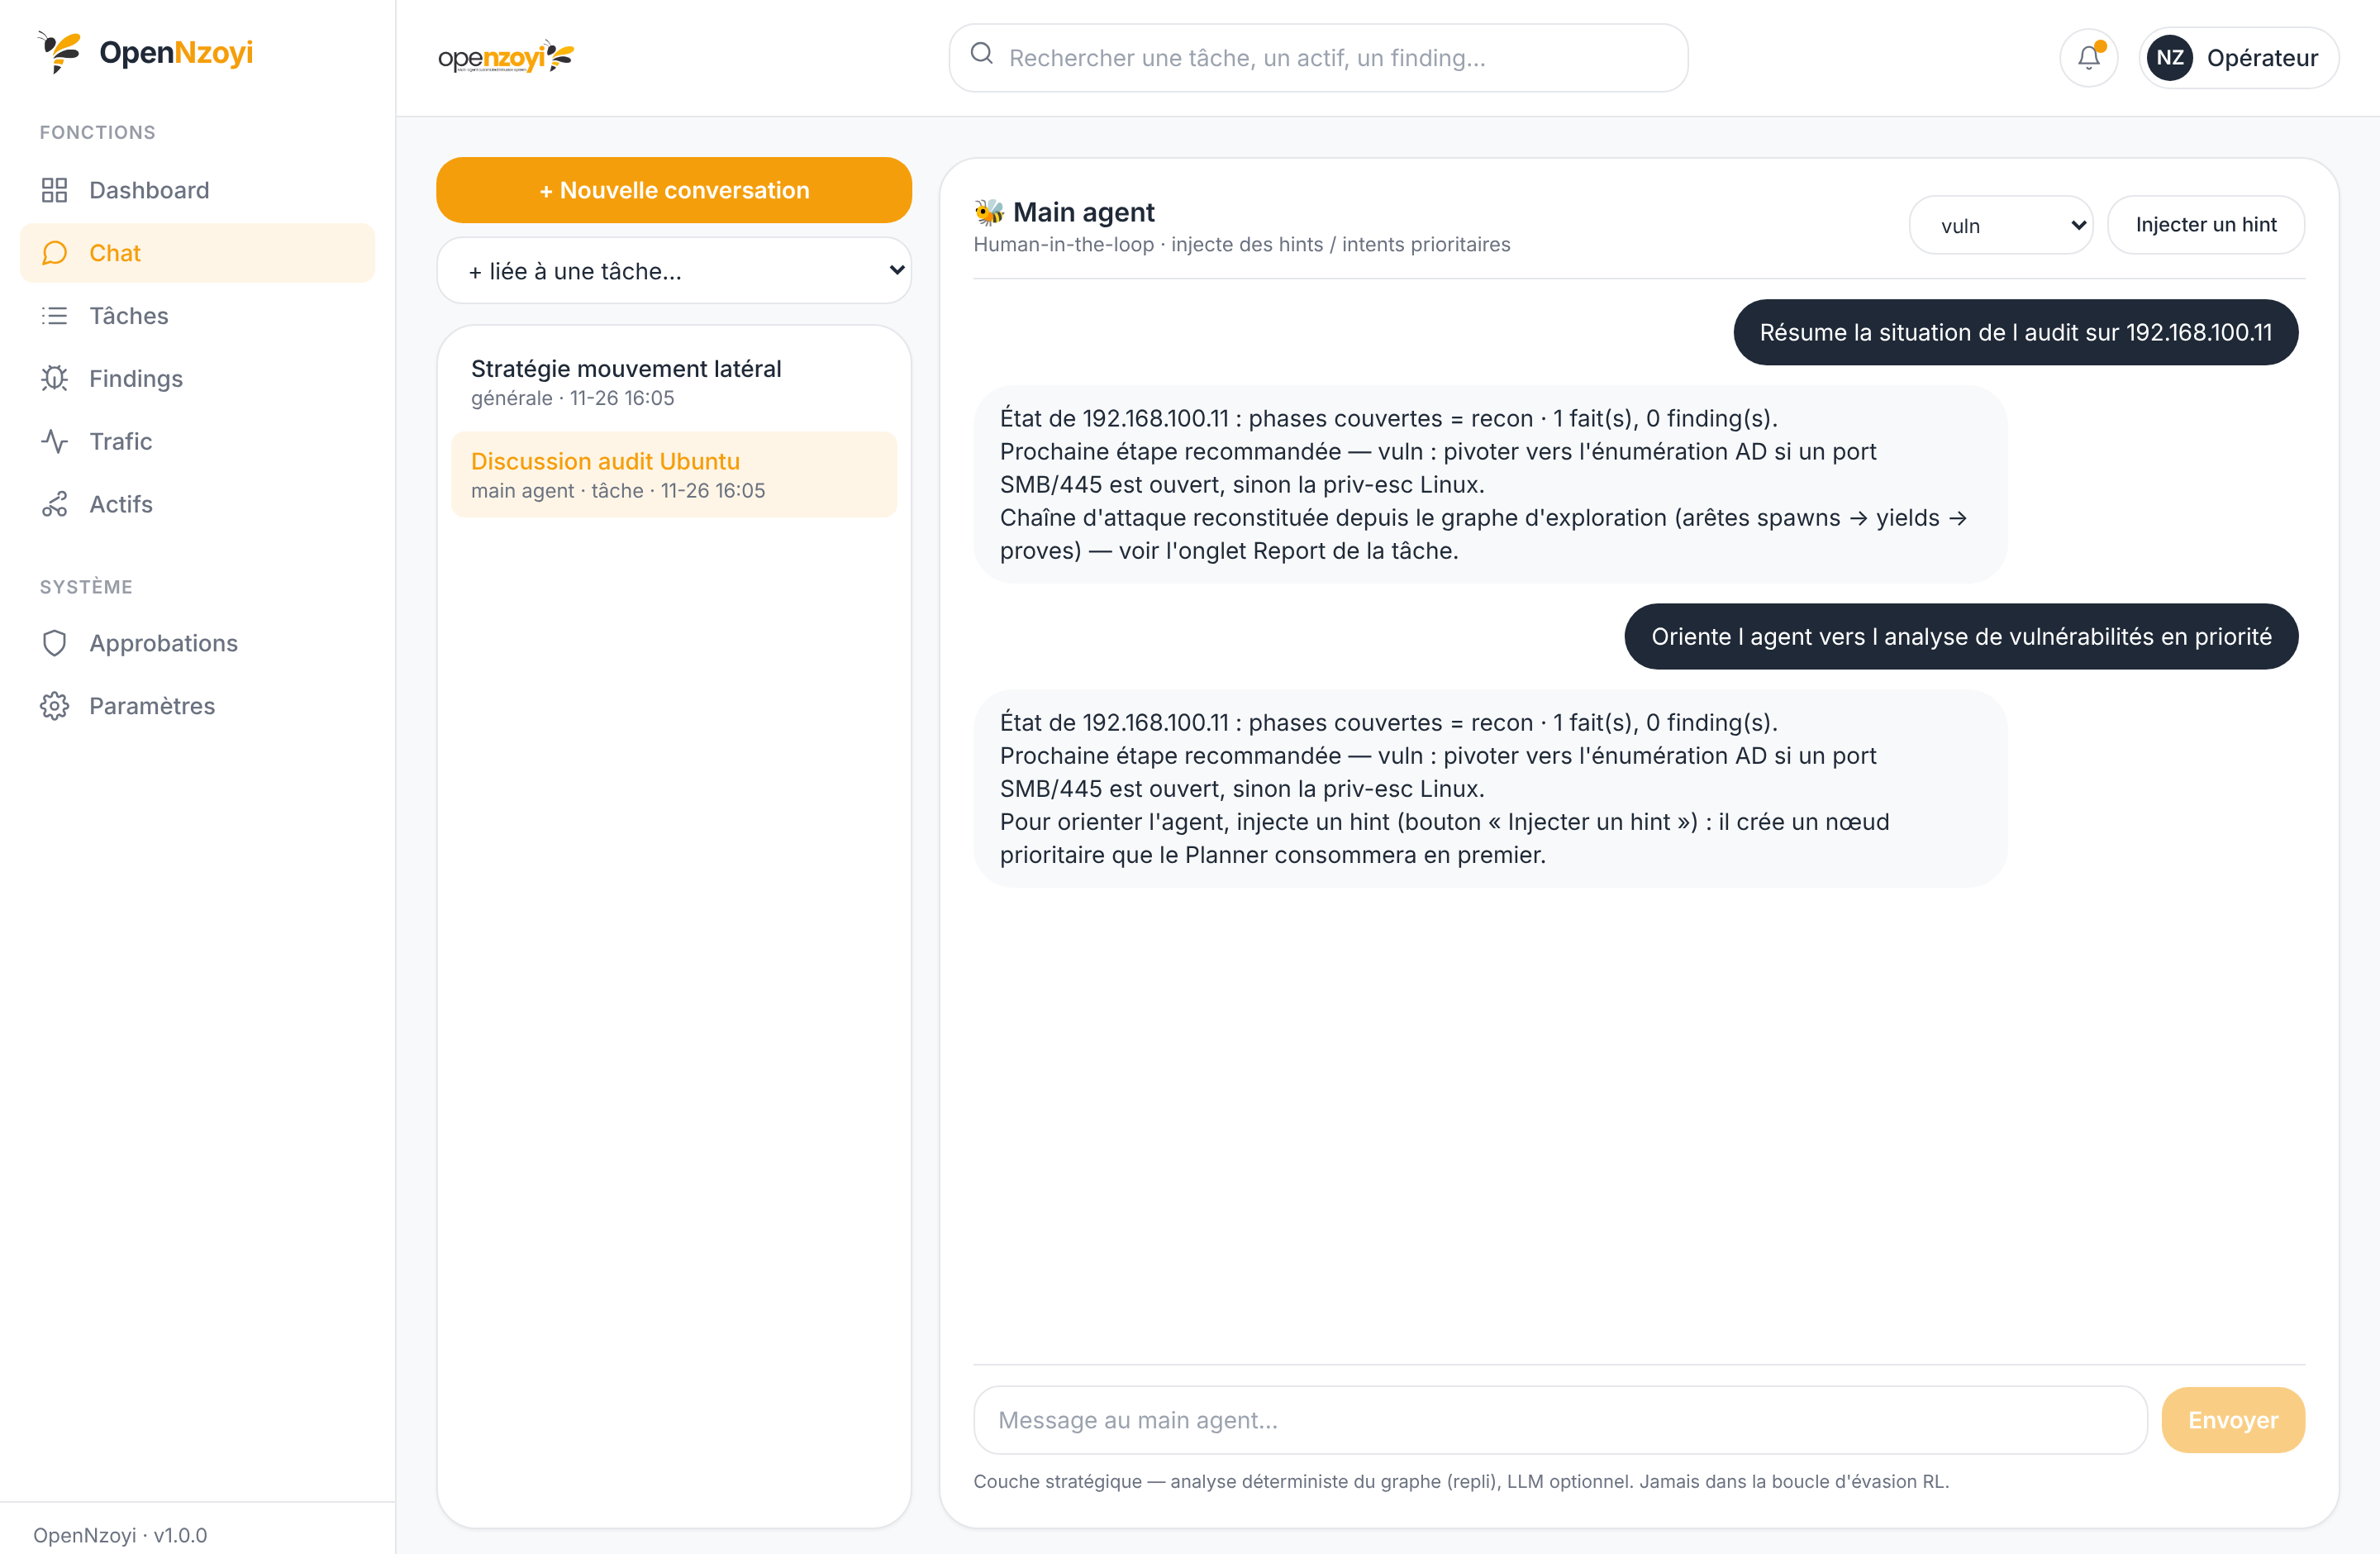 OpenNzoyi
FONCTIONS
Dashboard
Chat
Tâches
Findings
Trafic
Actifs
SYSTÈME
Approbations
Paramètres
OpenNzoyi · v1.0.0
openzoyi
Rechercher une tâche, un actif, un finding...
NZ Opérateur
+ Nouvelle conversation
+ liée à une tâche...
Stratégie mouvement latéral
générale · 11-26 16:05
Discussion audit Ubuntu
main agent · tâche · 11-26 16:05
Main agent
Human-in-the-loop · injecte des hints / intents prioritaires
vuln
Injecter un hint
Résume la situation de l audit sur 192.168.100.11
État de 192.168.100.11 : phases couvertes = recon · 1 fait(s), 0 finding(s).
Prochaine étape recommandée — vuln : pivoter vers l'énumération AD si un port
SMB/445 est ouvert, sinon la priv-esc Linux.
Chaîne d'attaque reconstituée depuis le graphe d'exploration (arêtes spawns → yields →
proves) — voir l'onglet Report de la tâche.
Oriente l agent vers l analyse de vulnérabilités en priorité
État de 192.168.100.11 : phases couvertes = recon · 1 fait(s), 0 finding(s).
Prochaine étape recommandée — vuln : pivoter vers l'énumération AD si un port
SMB/445 est ouvert, sinon la priv-esc Linux.
Pour orienter l'agent, injecte un hint (bouton « Injecter un hint ») : il crée un nœud
prioritaire que le Planner consommera en premier.
Message au main agent...
Envoyer
Couche stratégique — analyse déterministe du graphe (repli), LLM optionnel. Jamais dans la boucle d'évasion RL.